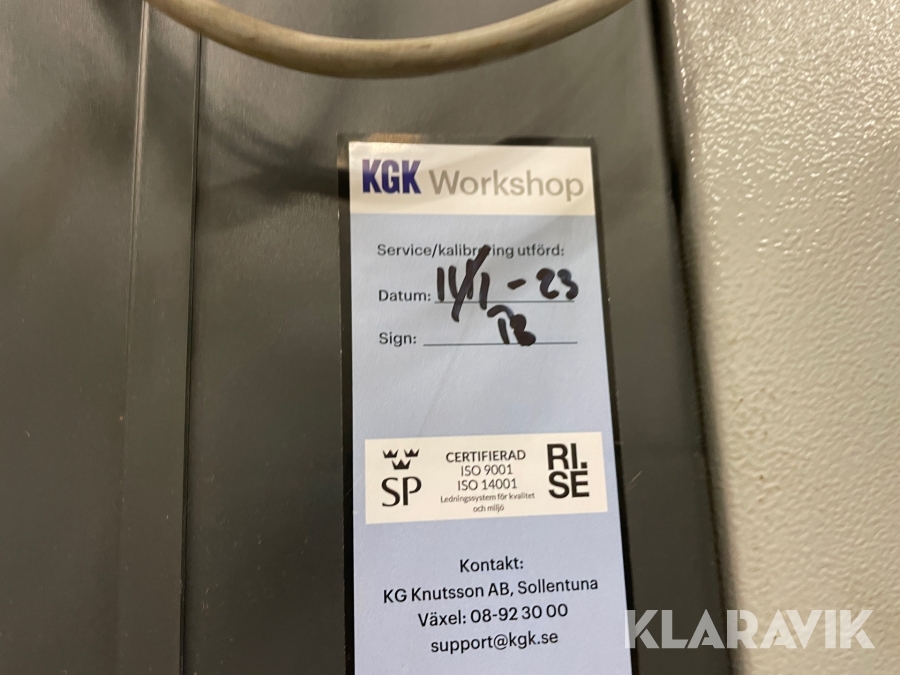 KGK Workshop
Service/kalibrering utförd:
Datum: 11/1 - 23
Sign:
SP
CERTIFIERAD
ISO 9001
ISO 14001
Ledningssystem för kvalitet
och miljö
RI.
SE
Kontakt:
KG Knutsson AB, Sollentuna
Växel: 08-92 30 00
support@kgk.se
KLARAVIK